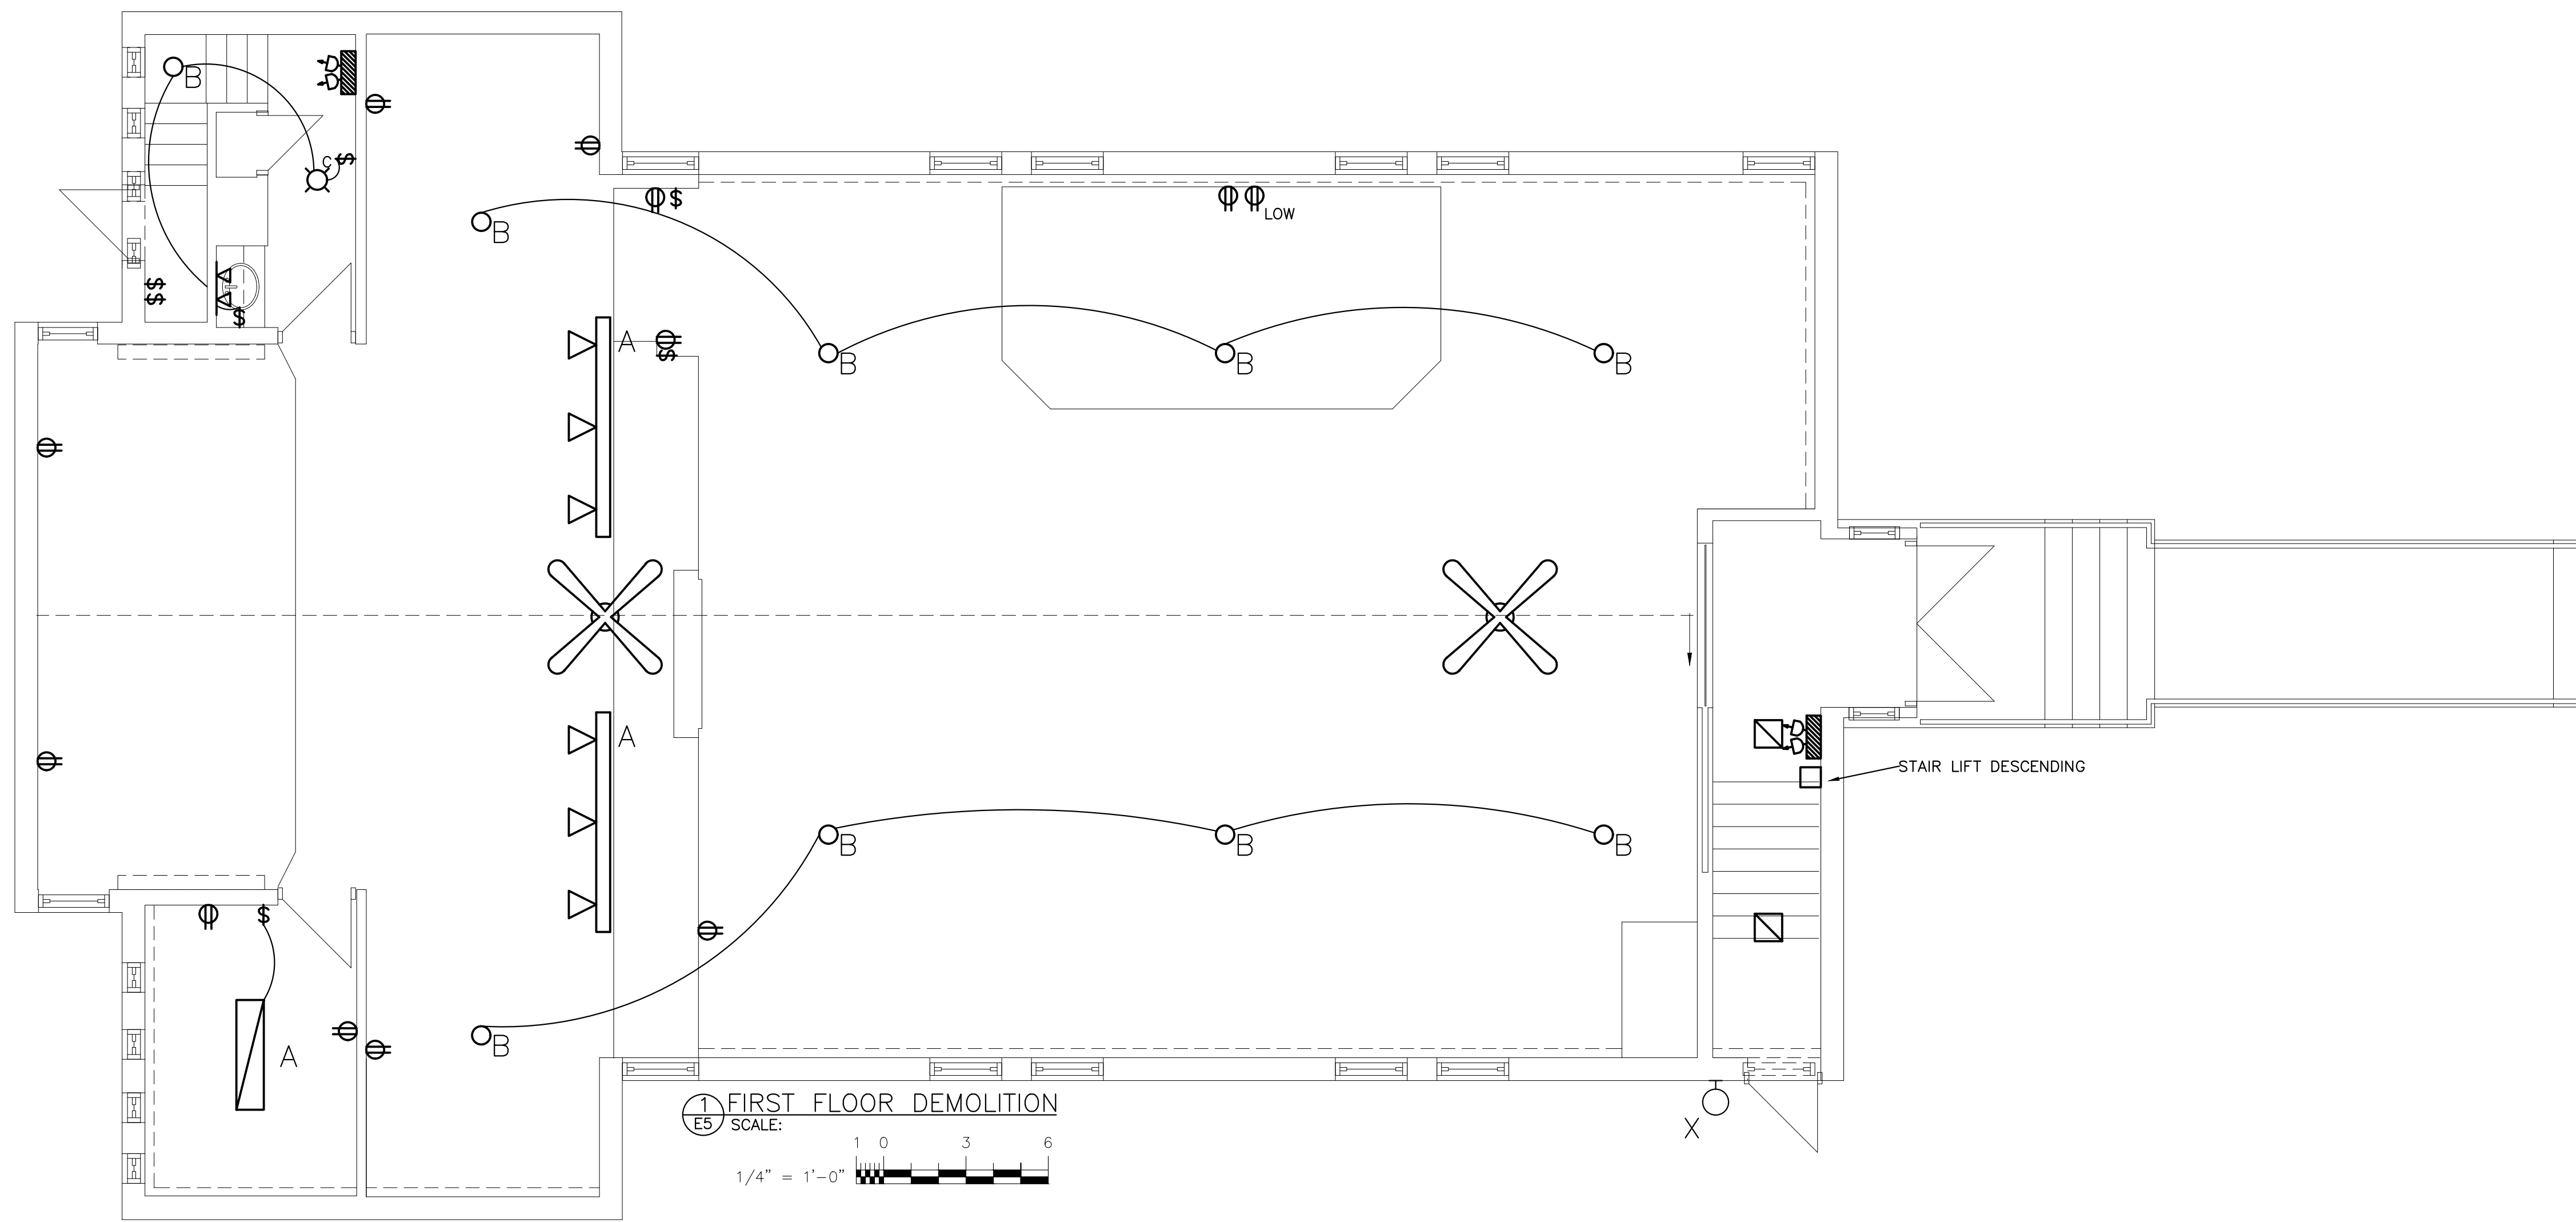 B
$
C $
$
LOW
B
$
$
$
A
$
B
B
B
A
STAIR LIFT DESCENDING
B
B
B
$
B
A
1 FIRST FLOOR DEMOLITION
E5 SCALE:
X
1 0 3 6
1/4" = 1'-0"